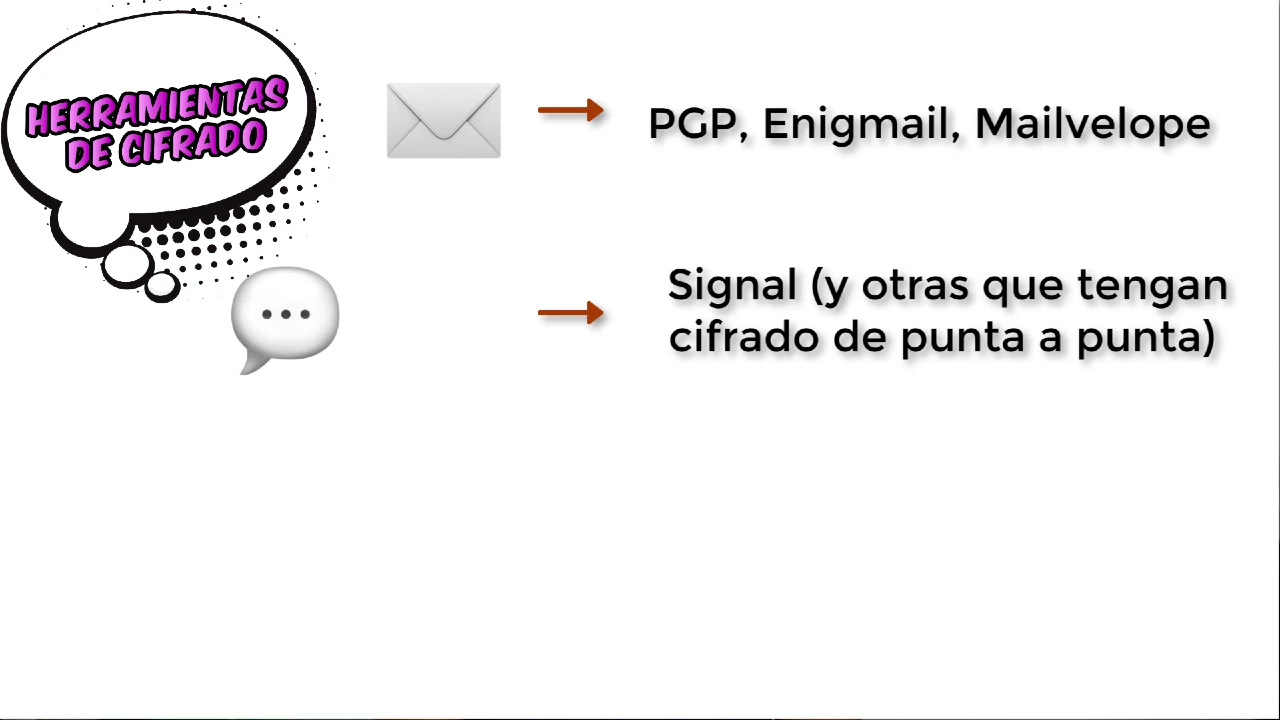 HERRAMIENTAS
DE CIFRADO
PGP, Enigmail, Mailvelope
Signal (y otras que tengan
cifrado de punta a punta)